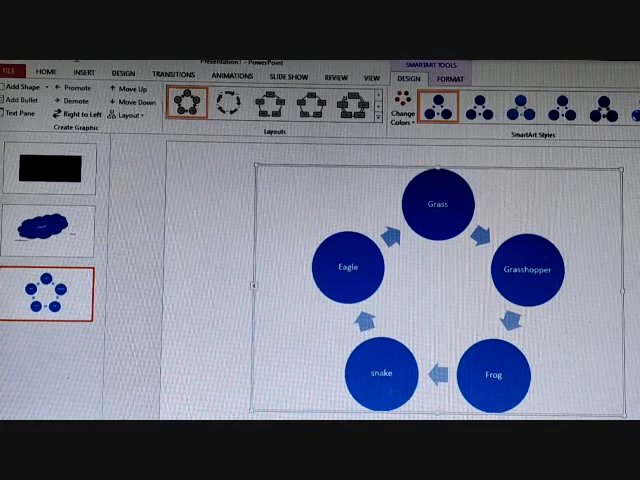 Presentation1 - PowerPoint
SMARTART TOOLS
FILE HOME INSERT DESIGN TRANSITIONS ANIMATIONS SLIDE SHOW REVIEW VIEW DESIGN FORMAT
Add Shape Promote Move Up
Add Bullet Demote Move Down
Text Pane Right to Left Layout
Change
Colors
Create Graphic Layouts SmartArt Styles
Grass
Eagle Grasshopper
snake Frog